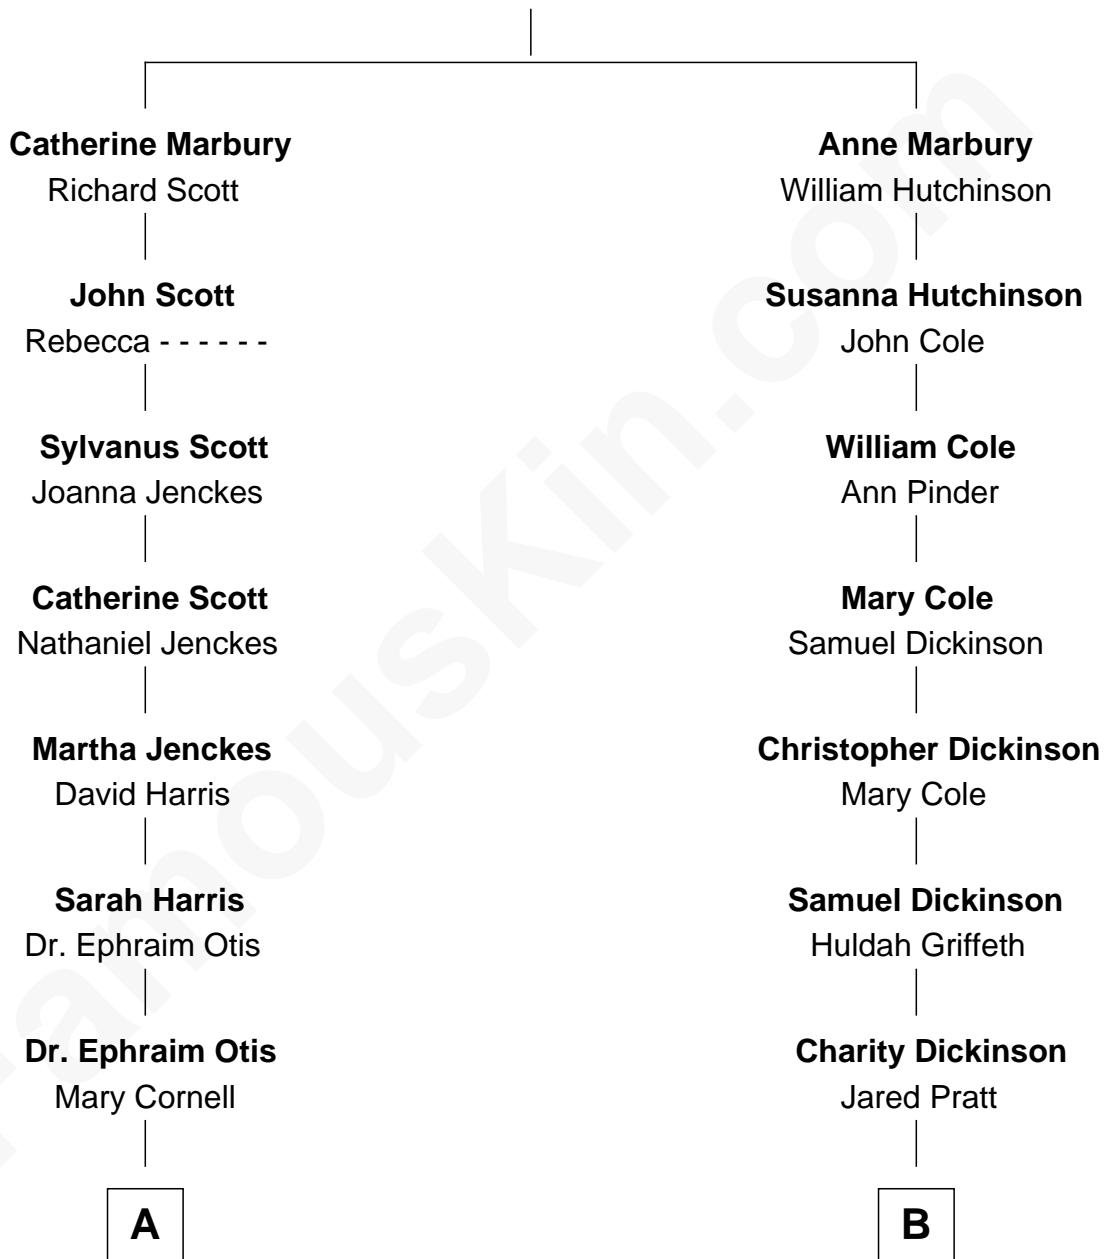 Catherine Marbury
Richard Scott
John Scott
Rebecca - - - - - -
Sylvanus Scott
Joanna Jenckes
Catherine Scott
Nathaniel Jenckes
Martha Jenckes
David Harris
Sarah Harris
Dr. Ephraim Otis
Dr. Ephraim Otis
Mary Cornell
A
Anne Marbury
William Hutchinson
Susanna Hutchinson
John Cole
William Cole
Ann Pinder
Mary Cole
Samuel Dickinson
Christopher Dickinson
Mary Cole
Samuel Dickinson
Huldah Griffeth
Charity Dickinson
Jared Pratt
B
FamousKin.com